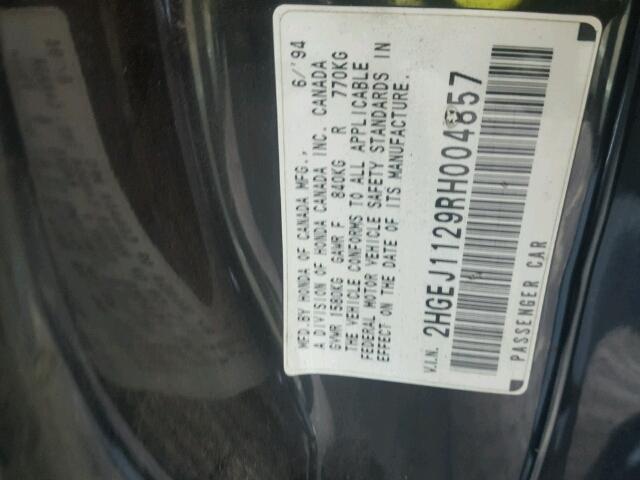 MFD.BY HONDA OF CANADA MFG., 6/'94
A DIVISION OF HONDA CANADA INC. CANADA
GVWR 1580KG GAWR F 840KG R 770KG
THE VEHICLE CONFORMS TO ALL APPLICABLE
FEDERAL MOTOR VEHICLE SAFETY STANDARDS IN
EFFECT ON THE DATE OF ITS MANUFACTURE.
V.I.N. 2HGEJ1129RH004857
PASSENGER CAR